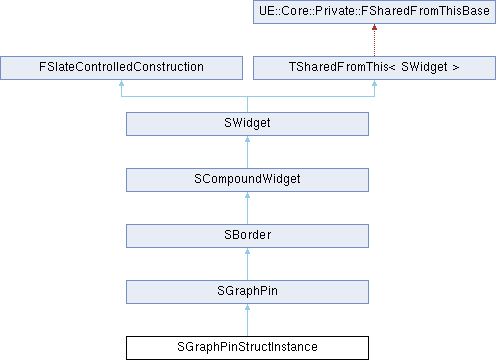 UE::Core::Private::FSharedFromThisBase
FSlateControlledConstruction
TSharedFromThis< SWidget >
SWidget
SCompoundWidget
SBorder
SGraphPin
SGraphPinStructInstance